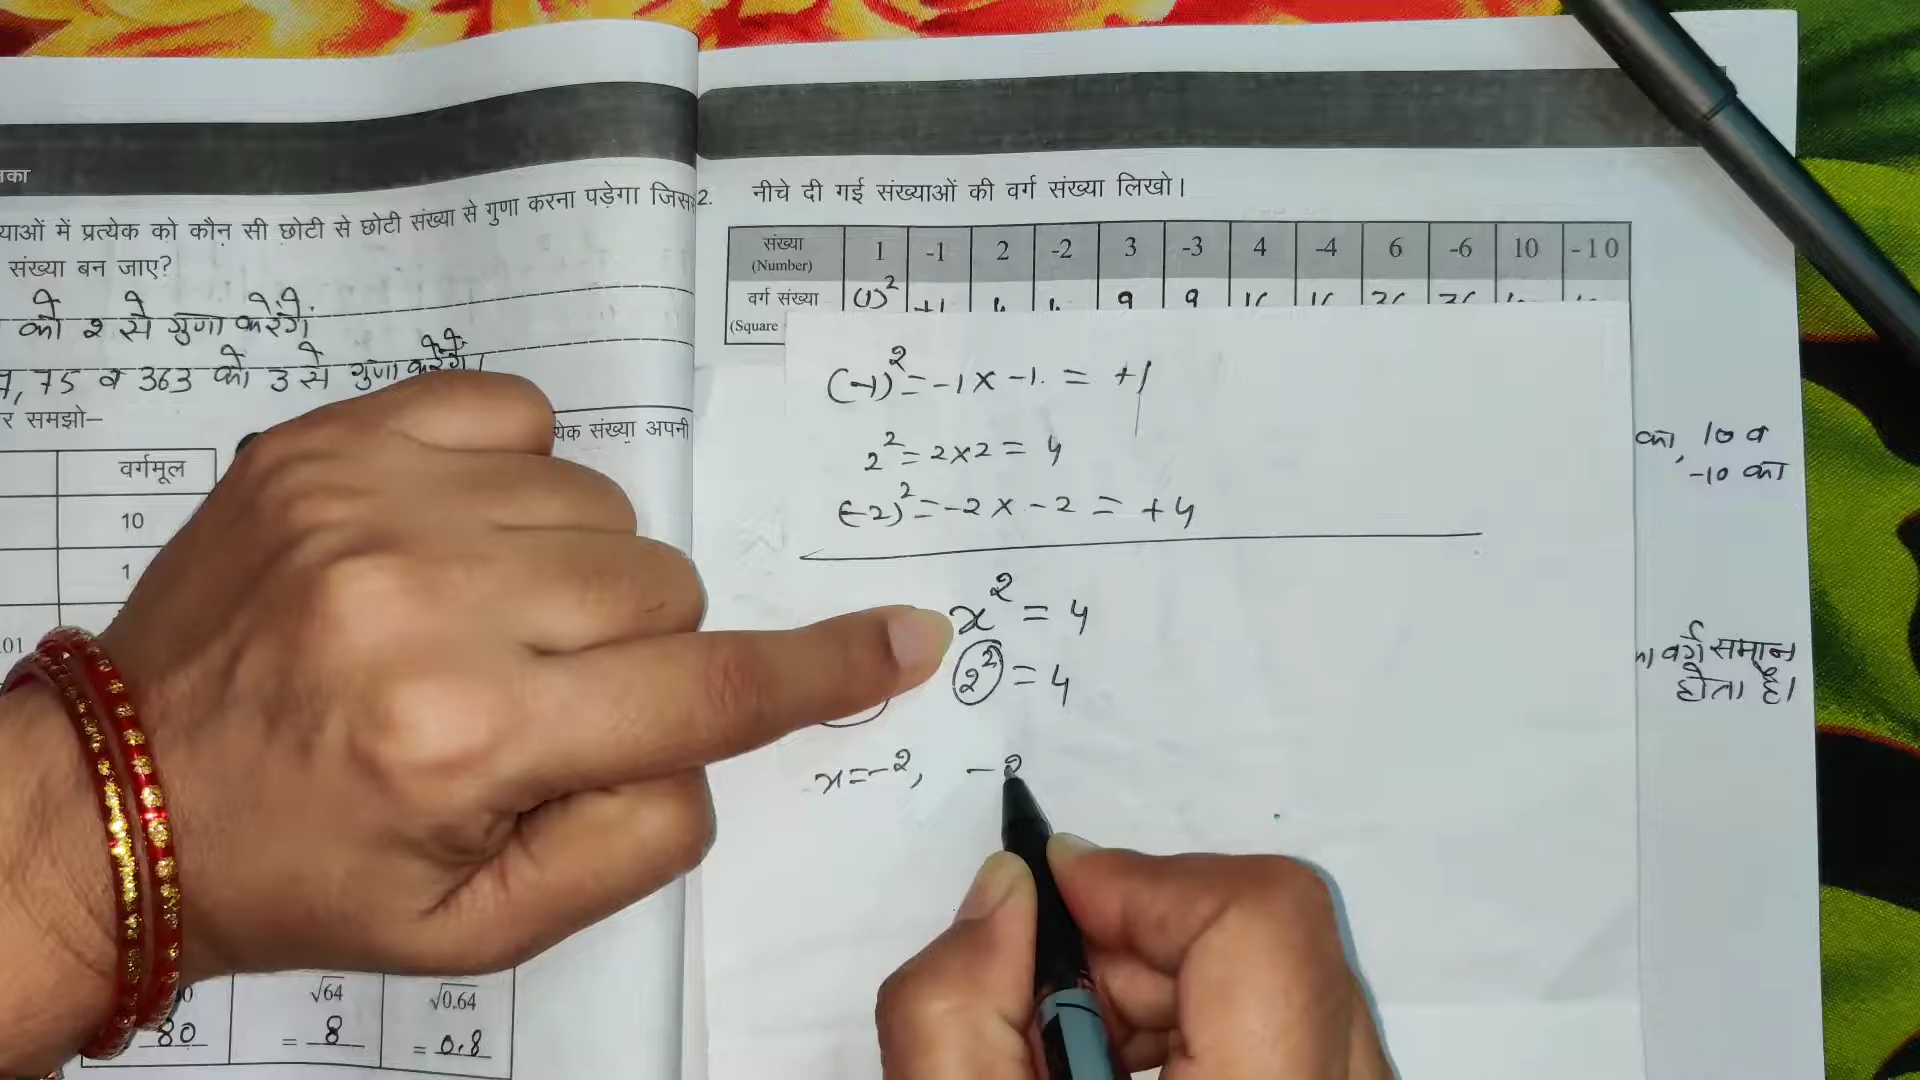 याओं में प्रत्येक को कौन सी छोटी से छोटी संख्या से गुणा करना पड़ेगा जिस
संख्या बन जाए?
को 2 से गुणा करेंगे
7, 75 व 363 को 3 से गुणा करेंगे।
र समझो–
येक संख्या अपनी
वर्गमूल
10
1
.01
√64
√0.64
80
= 8
= 0.8
2. नीचे दी गई संख्याओं की वर्ग संख्या लिखो।
संख्या (Number) 1 -1 2 -2 3 -3 4 -4 6 -6 10 -10
वर्ग संख्या (1)² +1 9 9
(Square
(-1)² = -1 × -1. = +1
2² = 2×2 = 4
(-2)² = -2 × -2 = +4
x² = 4
2² = 4
x = -2, -2
का, 10 व
-10 का
वर्ग समान
होता है।